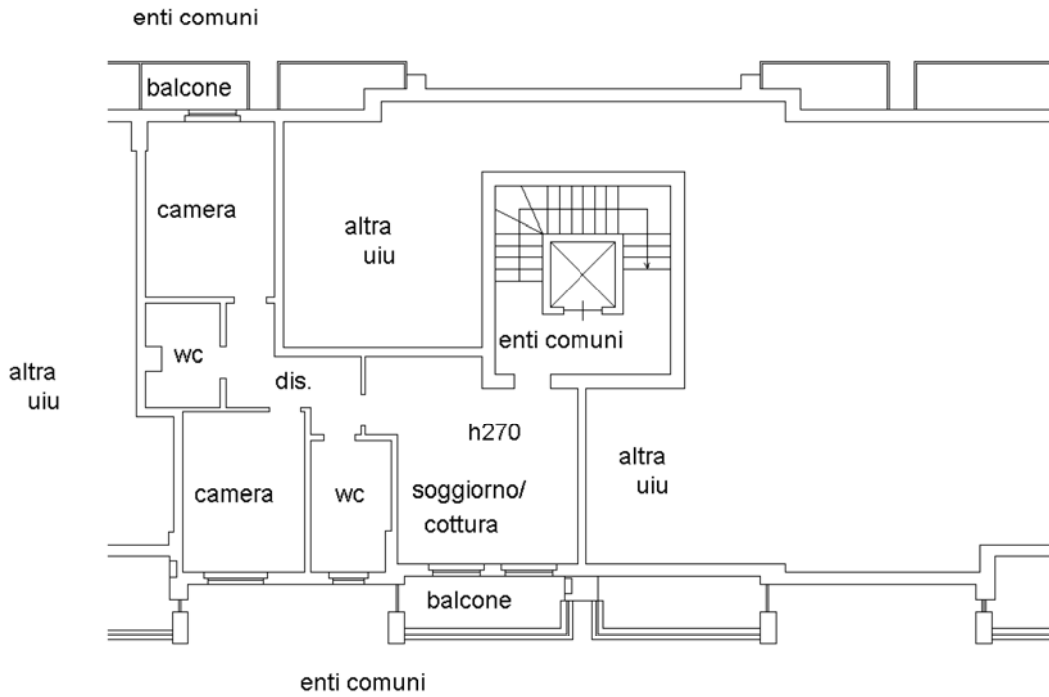 enti comuni
balcone
camera
altra
uiu
enti comuni
wc
altra
uiu
dis.
h270
altra
uiu
camera
wc
soggiorno/
cottura
balcone
enti comuni